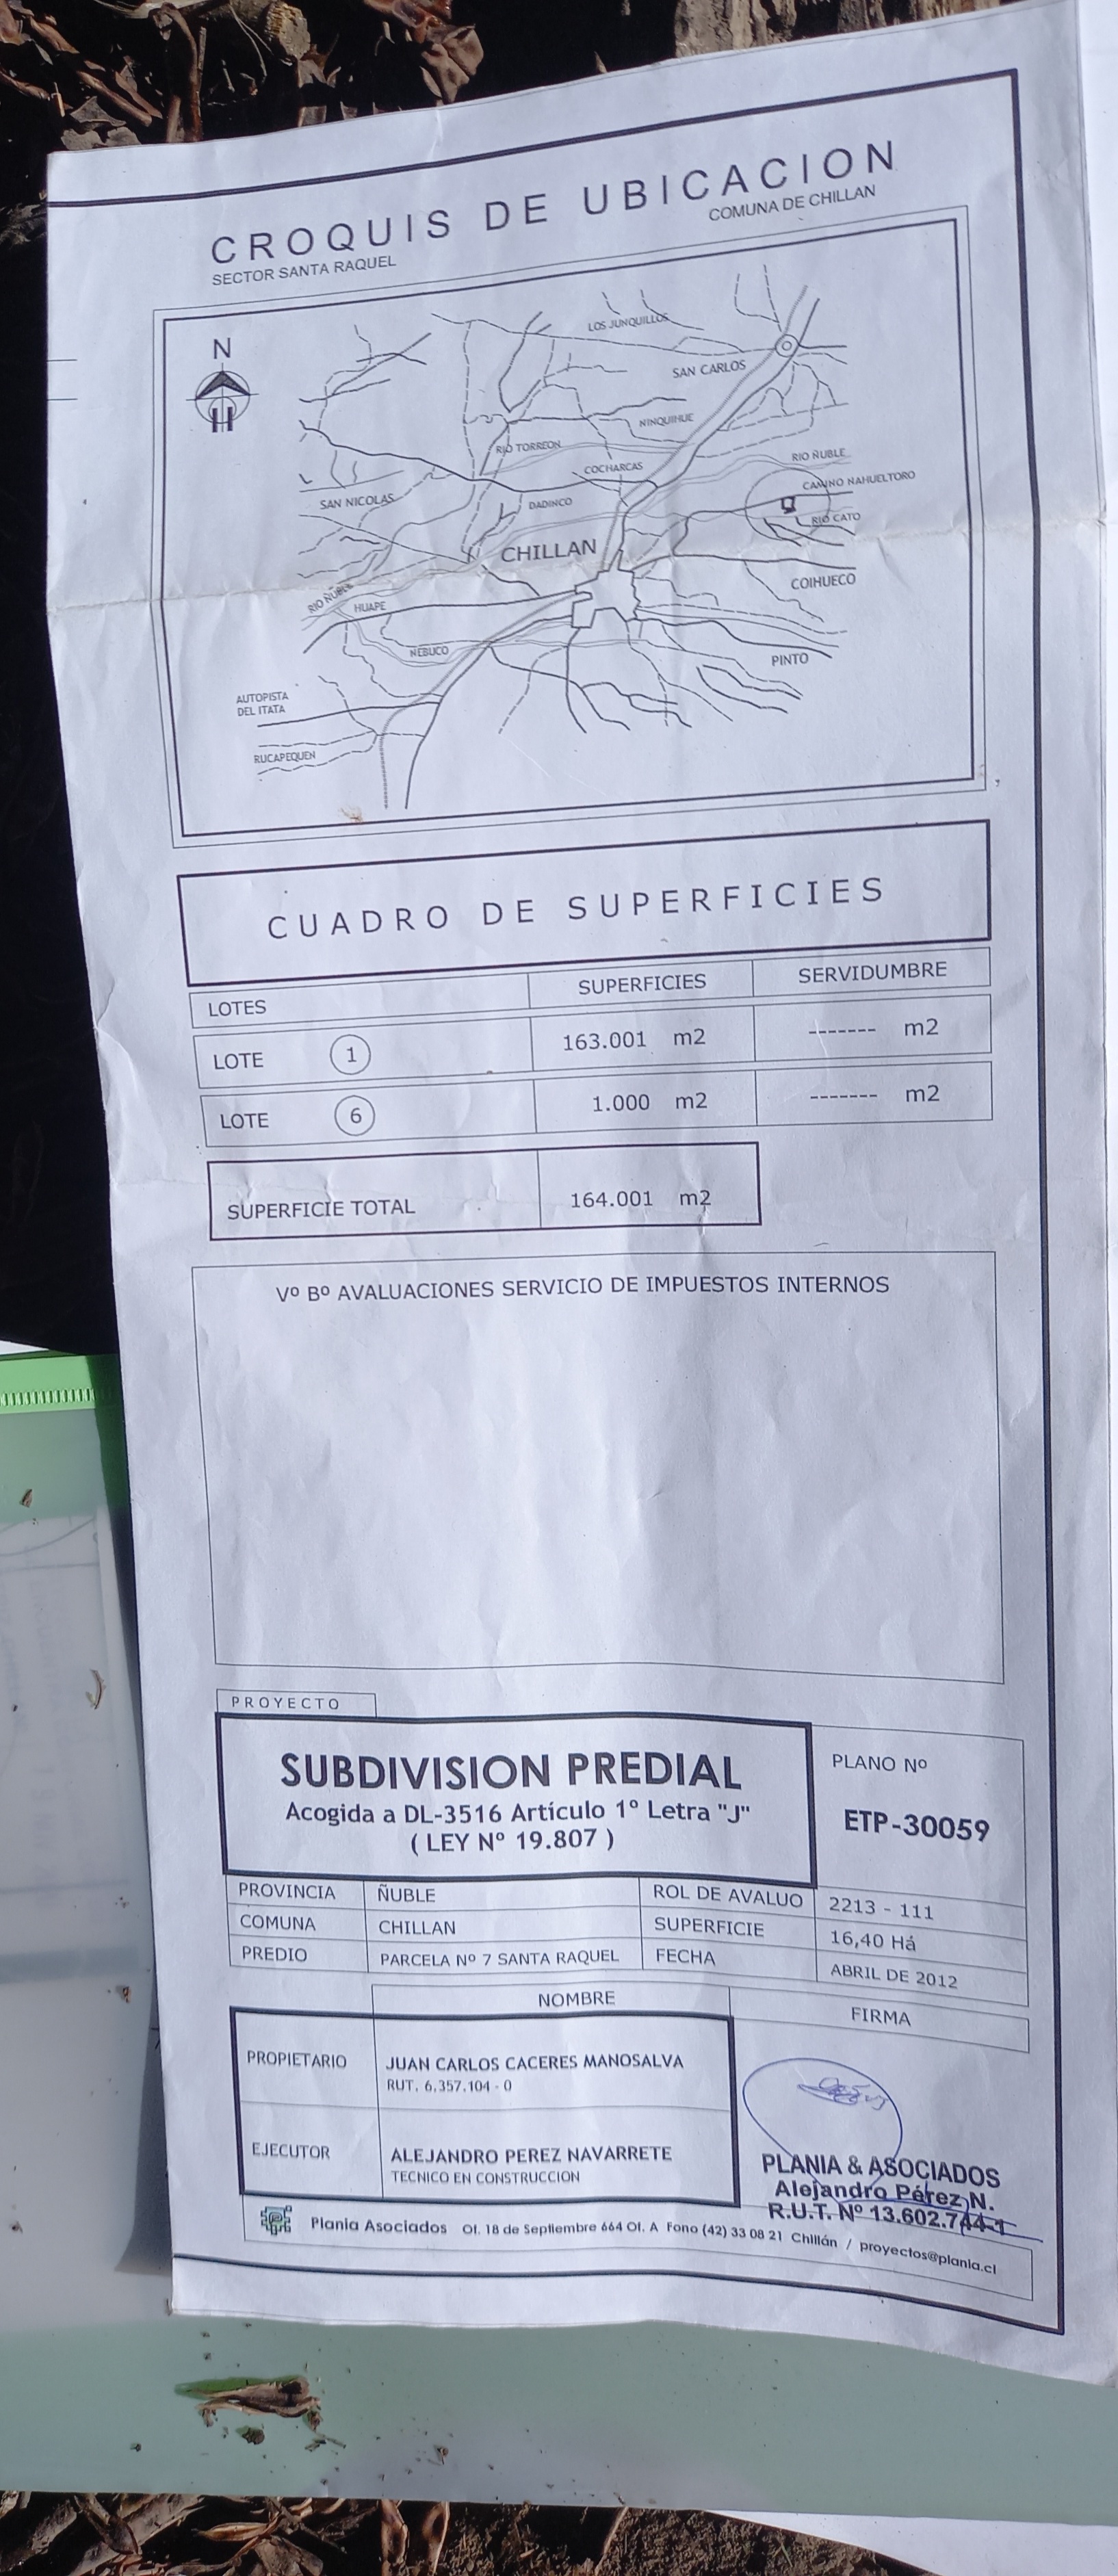 CROQUIS DE UBICACION
SECTOR SANTA RAQUEL
COMUNA DE CHILLAN
N
LOS JUNQUILLOS
SAN CARLOS
NINQUIHUE
RIO TORREON
COCHARCAS
RIO ÑUBLE
CAMINO NAHUELTORO
SAN NICOLAS
DADINCO
RIO CATO
CHILLAN
COIHUECO
RIO ÑUBLE
HUAPE
NEBUCO
PINTO
AUTOPISTA
DEL ITATA
RUCAPEQUEN
CUADRO DE SUPERFICIES
LOTES SUPERFICIES SERVIDUMBRE
LOTE 1 163.001 m2 ------- m2
LOTE 6 1.000 m2 ------- m2
SUPERFICIE TOTAL 164.001 m2
Vº Bº AVALUACIONES SERVICIO DE IMPUESTOS INTERNOS
PROYECTO
SUBDIVISION PREDIAL
Acogida a DL-3516 Artículo 1º Letra "J"
( LEY Nº 19.807 )
PLANO Nº
ETP-30059
PROVINCIA ÑUBLE ROL DE AVALUO 2213 - 111
COMUNA CHILLAN SUPERFICIE 16,40 Há
PREDIO PARCELA Nº 7 SANTA RAQUEL FECHA ABRIL DE 2012
NOMBRE FIRMA
PROPIETARIO JUAN CARLOS CACERES MANOSALVA
RUT. 6,357.104 - 0
EJECUTOR ALEJANDRO PEREZ NAVARRETE
TECNICO EN CONSTRUCCION
PLANIA & ASOCIADOS
Alejandro Pérez N.
R.U.T. Nº 13.602.744-1
Plania Asociados Of. 18 de Septiembre 664 Of. A Fono (42) 33 08 21 Chillán / proyectos@plania.cl